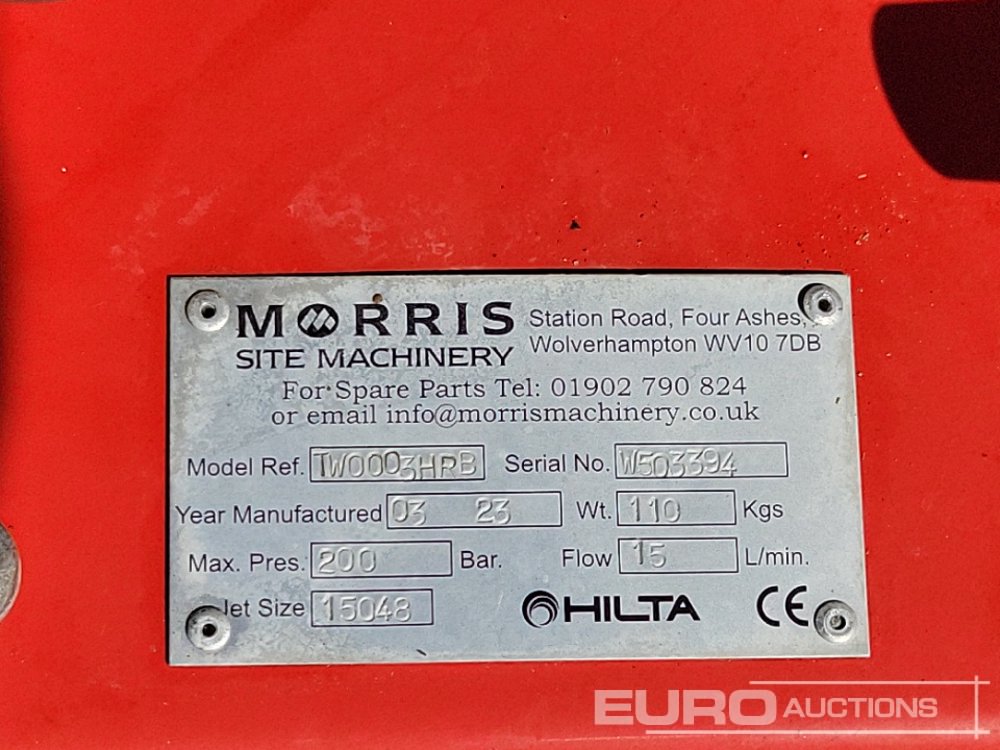 MORRIS
SITE MACHINERY
Station Road, Four Ashes,
Wolverhampton WV10 7DB
For Spare Parts Tel: 01902 790 824
or email info@morrismachinery.co.uk
Model Ref. TW0003HRB Serial No. W503394
Year Manufactured 03 23 Wt. 110 Kgs
Max. Pres. 200 Bar. Flow 15 L/min.
Jet Size 15048 HILTA CE
EURO AUCTIONS